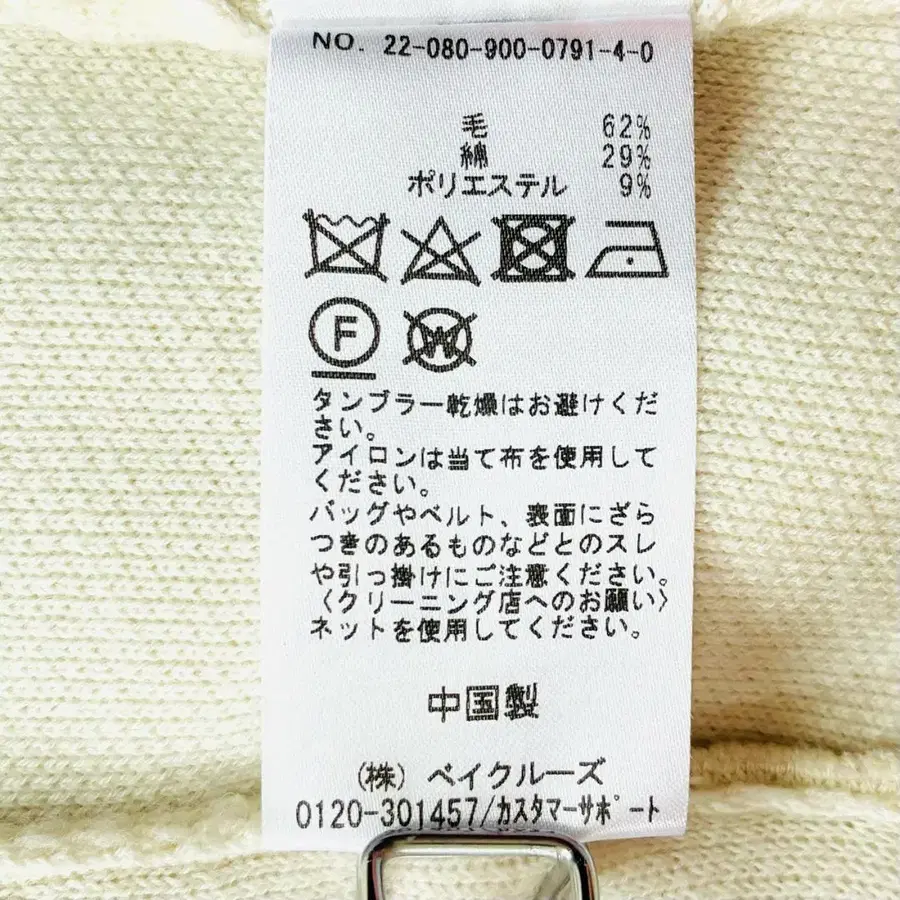 NO. 22-080-900-0791-4-0
毛 62%
綿 29%
ポリエステル 9%
F
W
タンブラー乾燥はお避けくだ
さい。
アイロンは当て布を使用して
ください。
バッグやベルト、表面にざら
つきのあるものなどとのスレ
や引っ掛けにご注意ください。
〈クリーニング店へのお願い〉
ネットを使用してください。
中国製
(株) ベイクルーズ
0120-301457/カスタマーサポート